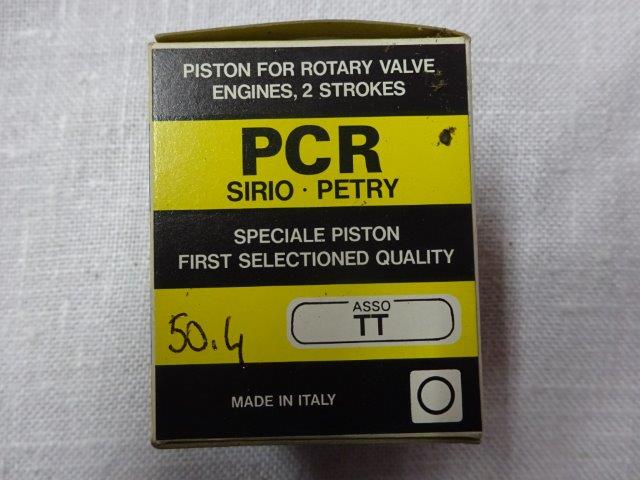 PISTON FOR ROTARY VALVE
ENGINES, 2 STROKES
PCR
SIRIO · PETRY
SPECIALE PISTON
FIRST SELECTIONED QUALITY
50.4
ASSO
TT
MADE IN ITALY